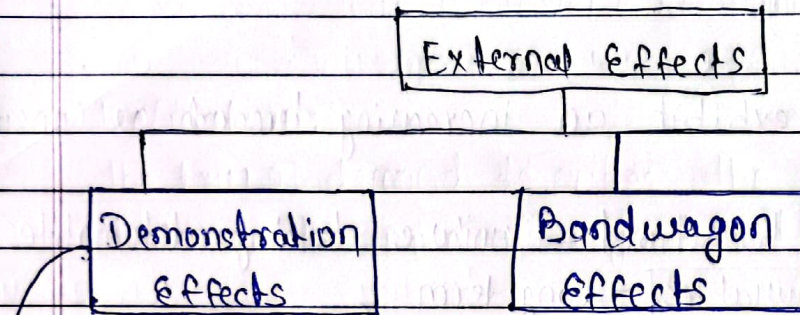 External Effects
Demonstration
Effects
Bandwagon
Effects